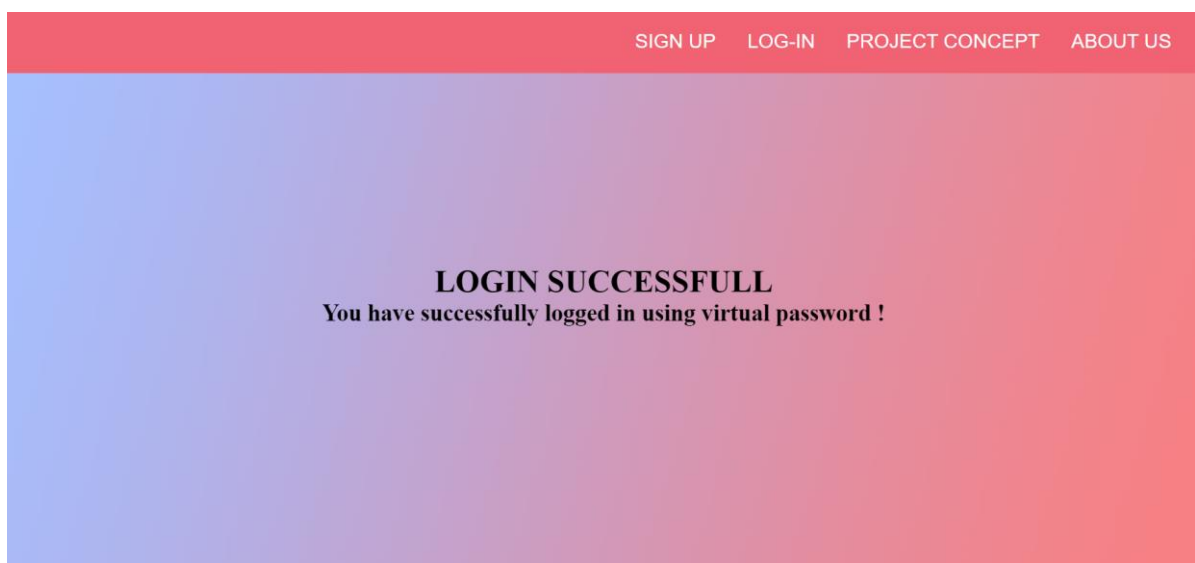 SIGN UP LOG-IN PROJECT CONCEPT ABOUT US
LOGIN SUCCESSFULL
You have successfully logged in using virtual password !